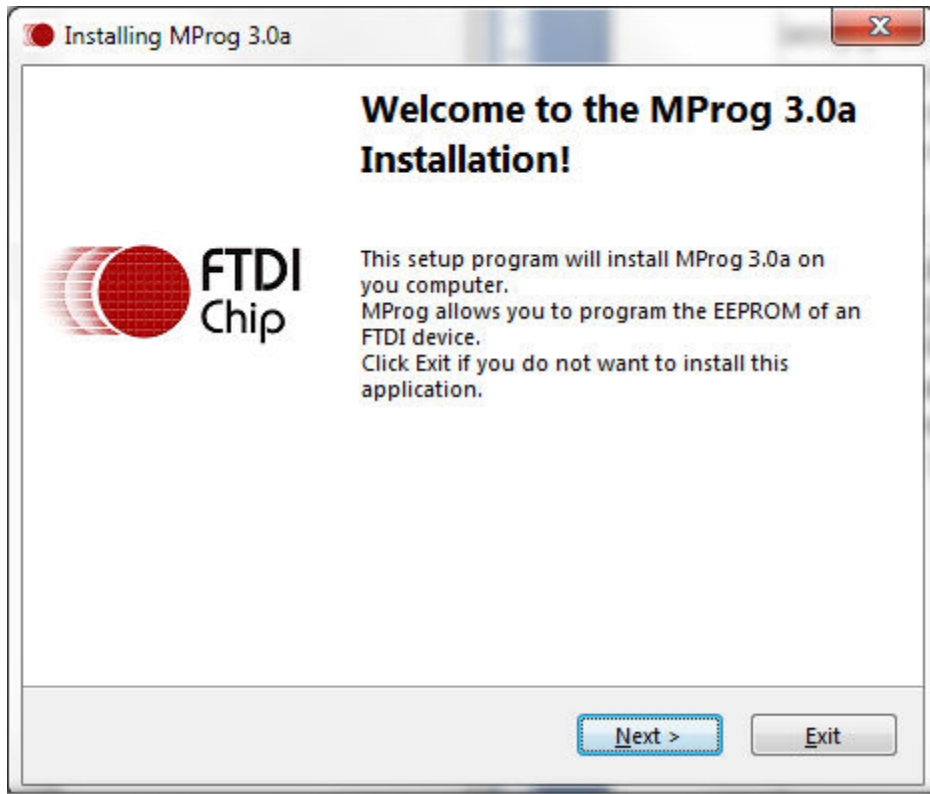 Installing MProg 3.0a
Welcome to the MProg 3.0a
Installation!
FTDI
Chip
This setup program will install MProg 3.0a on
you computer.
MProg allows you to program the EEPROM of an
FTDI device.
Click Exit if you do not want to install this
application.
Next >
Exit